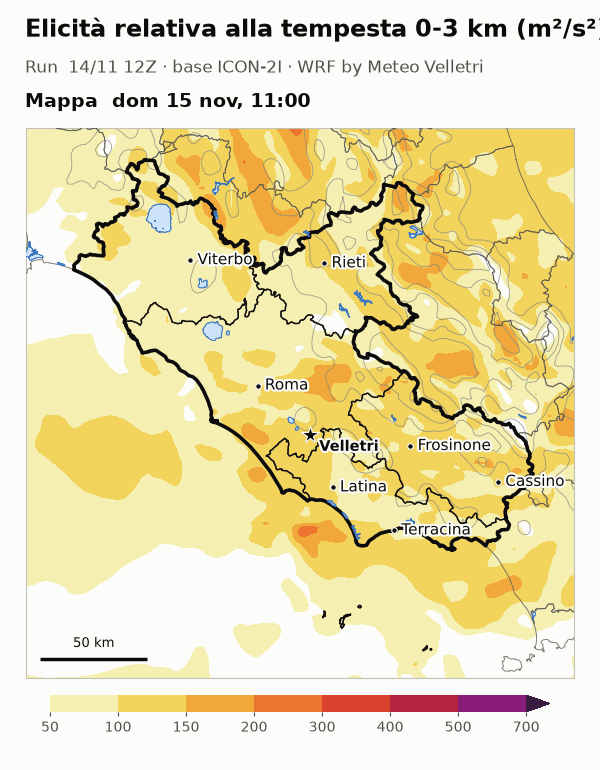 Elicità relativa alla tempesta 0-3 km (m²/s²)
Run 14/11 12Z · base ICON-2I · WRF by Meteo Velletri
Mappa dom 15 nov, 11:00
Viterbo
Rieti
Roma
Velletri
Frosinone
Cassino
Latina
Terracina
50 km
50 100 150 200 300 400 500 700